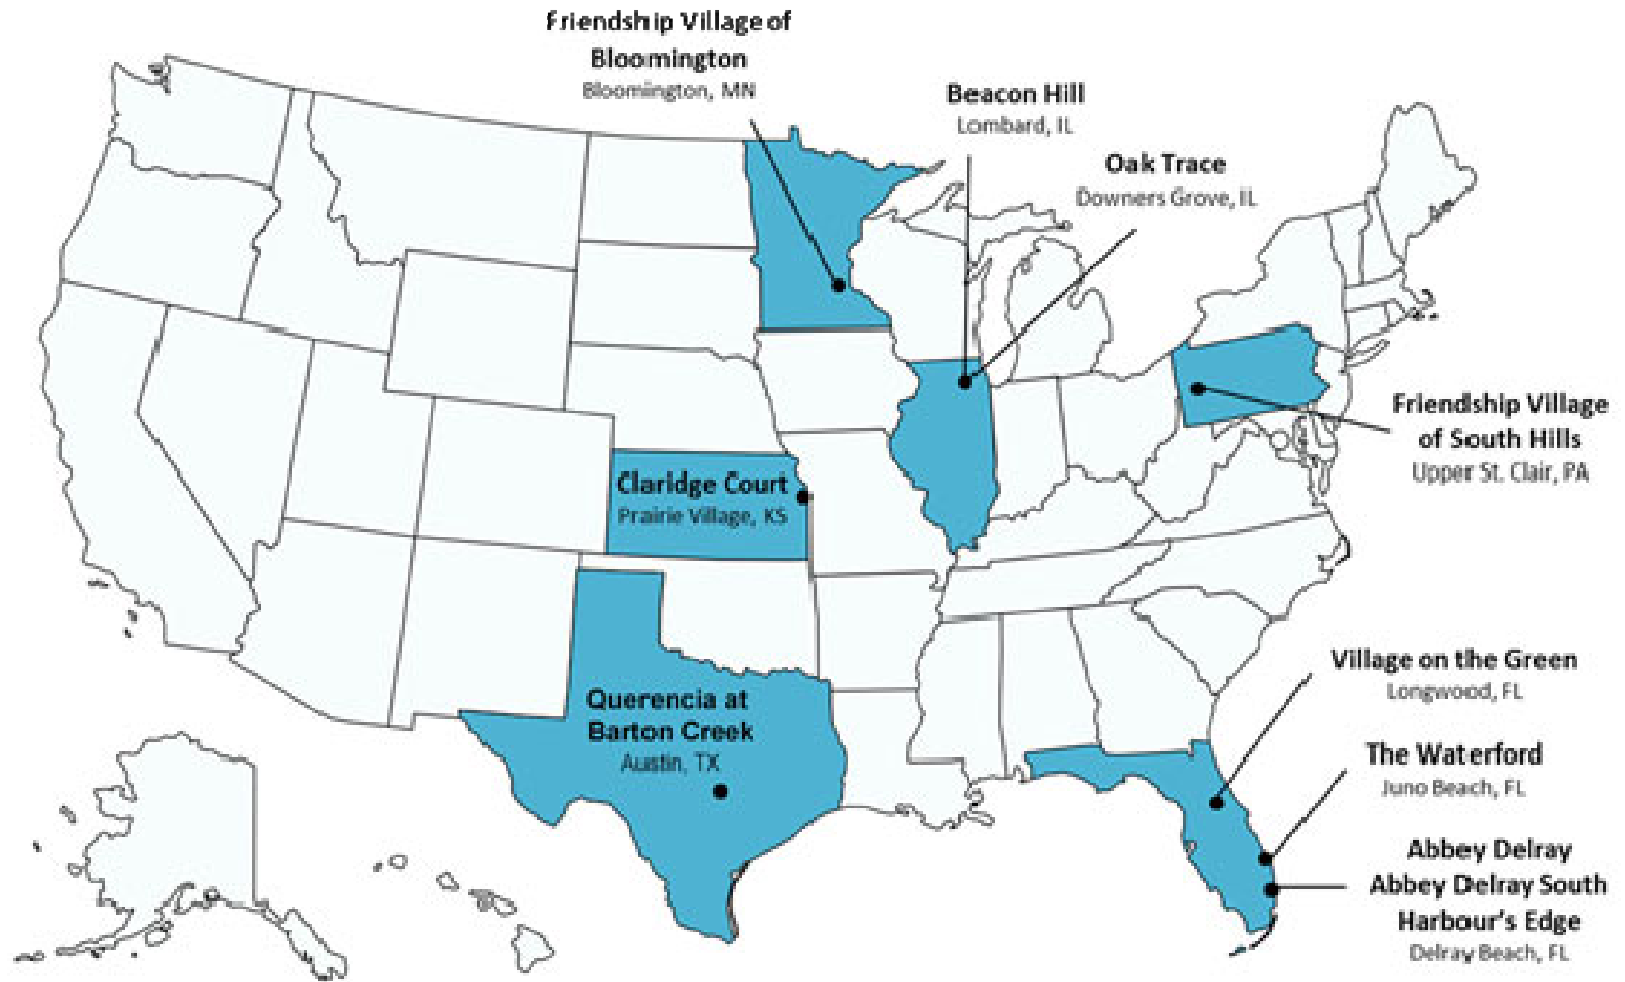 Friendship Village of
Bloomington
Bloomington, MN
Beacon Hill
Lombard, IL
Oak Trace
Downers Grove, IL
Friendship Village
of South Hills
Upper St. Clair, PA
Claridge Court
Prairie Village, KS
Querencia at
Barton Creek
Austin, TX
Village on the Green
Longwood, FL
The Waterford
Juno Beach, FL
Abbey Delray
Abbey Delray South
Harbour's Edge
Delray Beach, FL